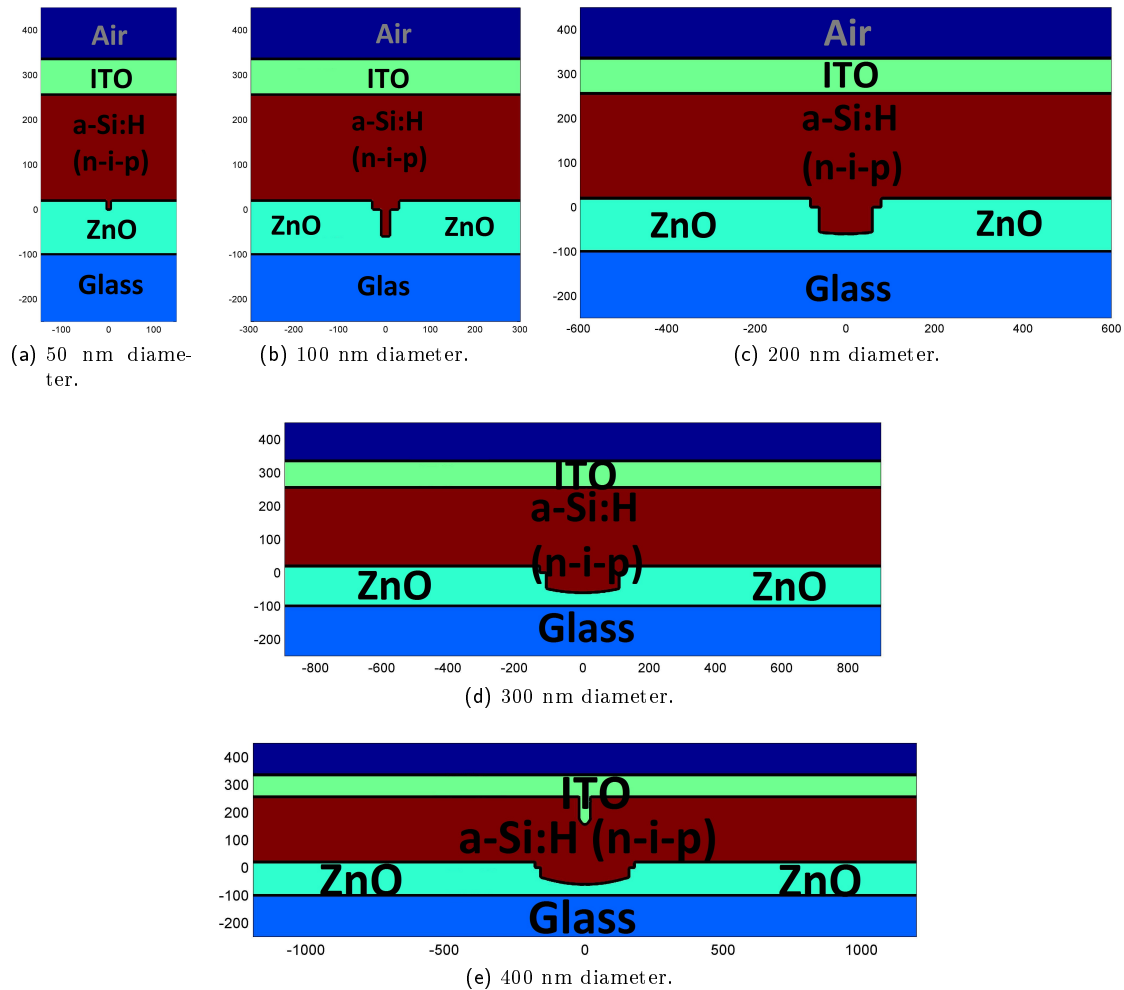 400
Air
300
ITO
200
a-Si:H
(n-i-p)
100
0
ZnO
-100
Glass
-200
-100 0 100
(a) 50 nm diame-
ter.
400
Air
300
ITO
200
a-Si:H
(n-i-p)
100
0
ZnO ZnO
-100
Glas
-200
-300 -200 -100 0 100 200 300
(b) 100 nm diameter.
400
Air
300
ITO
200
a-Si:H
100
(n-i-p)
0
ZnO ZnO
-100
Glass
-200
-600 -400 -200 0 200 400 600
(c) 200 nm diameter.
400
300
ITO
200
a-Si:H
100
(n-i-p)
0
ZnO ZnO
-100
Glass
-200
-800 -600 -400 -200 0 200 400 600 800
(d) 300 nm diameter.
400
300
ITO
200
100
a-Si:H (n-i-p)
0
ZnO ZnO
-100
Glass
-200
-1000 -500 0 500 1000
(e) 400 nm diameter.